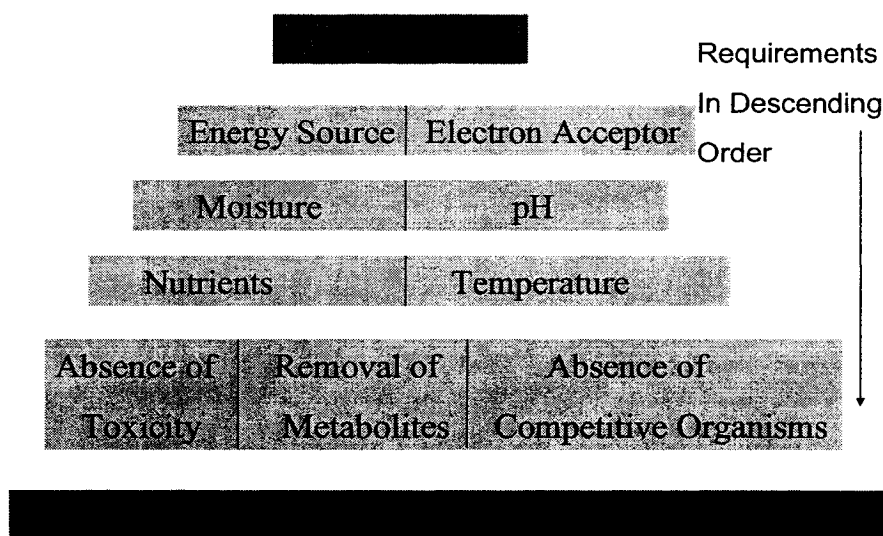 Requirements
In Descending
Order
Energy Source Electron Acceptor
Moisture pH
Nutrients Temperature
Absence of Removal of Absence of
Toxicity Metabolites Competitive Organisms